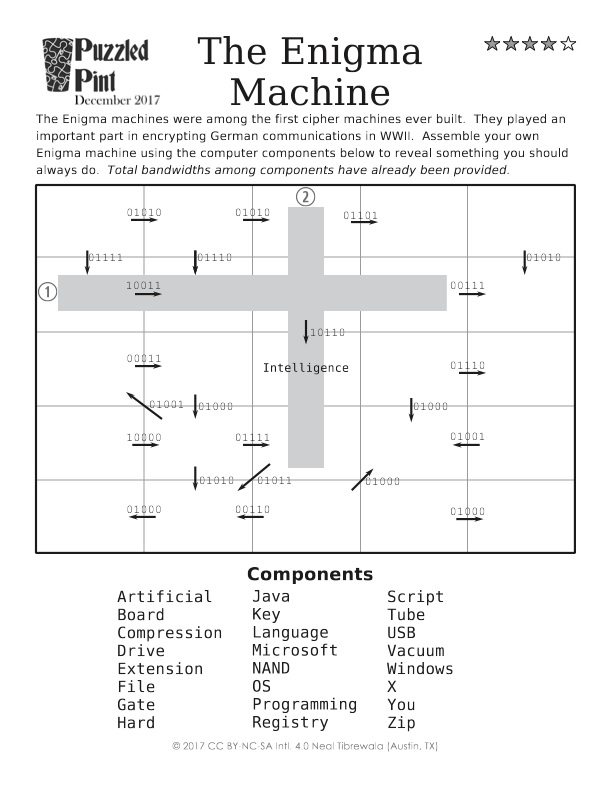 Puzzled
Pint
December 2017
The Enigma
Machine
The Enigma machines were among the first cipher machines ever built. They played an
important part in encrypting German communications in WWII. Assemble your own
Enigma machine using the computer components below to reveal something you should
always do. Total bandwidths among components have already been provided.
2
01010 01010 01101
01111 01110 01010
1 10011 00111
10110
00011 Intelligence 01110
01001 01000 01000
10000 01111 01001
01010 01011 01000
01000 00110 01000
Components
Artificial Java Script
Board Key Tube
Compression Language USB
Drive Microsoft Vacuum
Extension NAND Windows
File OS X
Gate Programming You
Hard Registry Zip
© 2017 CC BY-NC-SA Intl. 4.0 Neal Tibrewala (Austin, TX)